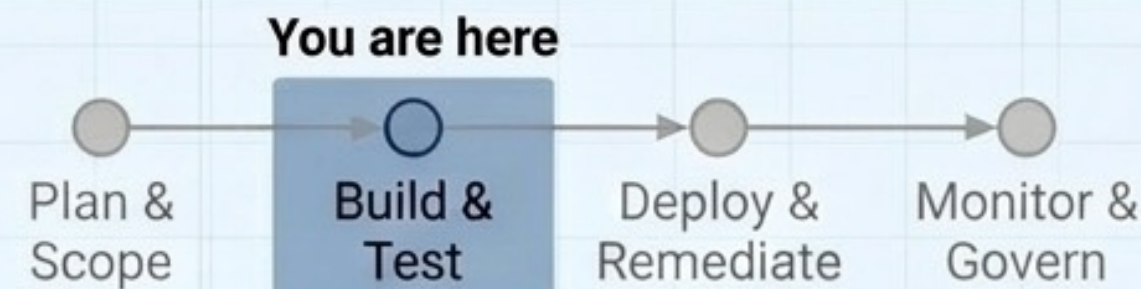 You are here
Plan &
Scope
Build &
Test
Deploy &
Remediate
Monitor &
Govern